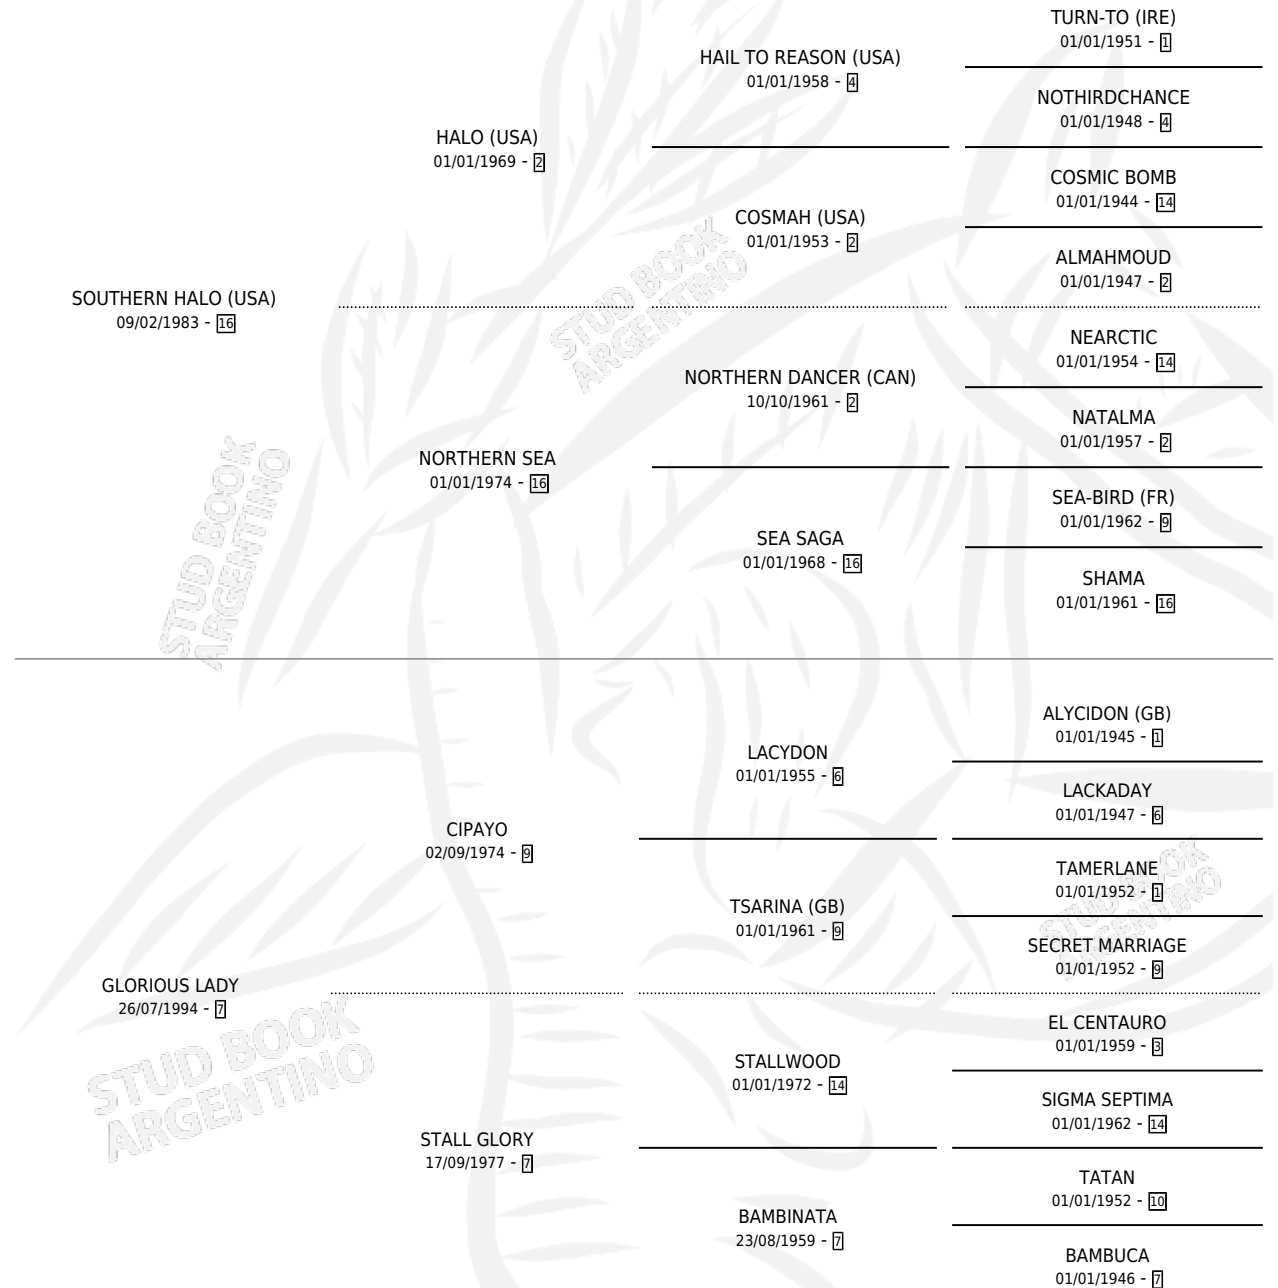 TURN-TO (IRE)
01/01/1951 - 1
HAIL TO REASON (USA)
01/01/1958 - 4
NOTHIRDCHANCE
01/01/1948 - 4
HALO (USA)
01/01/1969 - 2
COSMIC BOMB
01/01/1944 - 14
COSMAH (USA)
01/01/1953 - 2
ALMAHMOUD
01/01/1947 - 2
SOUTHERN HALO (USA)
09/02/1983 - 16
NEARCTIC
01/01/1954 - 14
NORTHERN DANCER (CAN)
10/10/1961 - 2
NATALMA
01/01/1957 - 2
NORTHERN SEA
01/01/1974 - 16
SEA-BIRD (FR)
01/01/1962 - 9
SEA SAGA
01/01/1968 - 16
SHAMA
01/01/1961 - 16
ALYCIDON (GB)
01/01/1945 - 1
LACYDON
01/01/1955 - 6
LACKADAY
01/01/1947 - 6
CIPAYO
02/09/1974 - 9
TAMERLANE
01/01/1952 - 1
TSARINA (GB)
01/01/1961 - 9
SECRET MARRIAGE
01/01/1952 - 9
GLORIOUS LADY
26/07/1994 - 7
EL CENTAURO
01/01/1959 - 3
STALLWOOD
01/01/1972 - 14
SIGMA SEPTIMA
01/01/1962 - 14
STALL GLORY
17/09/1977 - 7
TATAN
01/01/1952 - 10
BAMBINATA
23/08/1959 - 7
BAMBUCA
01/01/1946 - 7
STUD BOOK
ARGENTINO
STUD BOOK
ARGENTINO
STUD BOOK
ARGENTINO
STUD BOOK
ARGENTINO